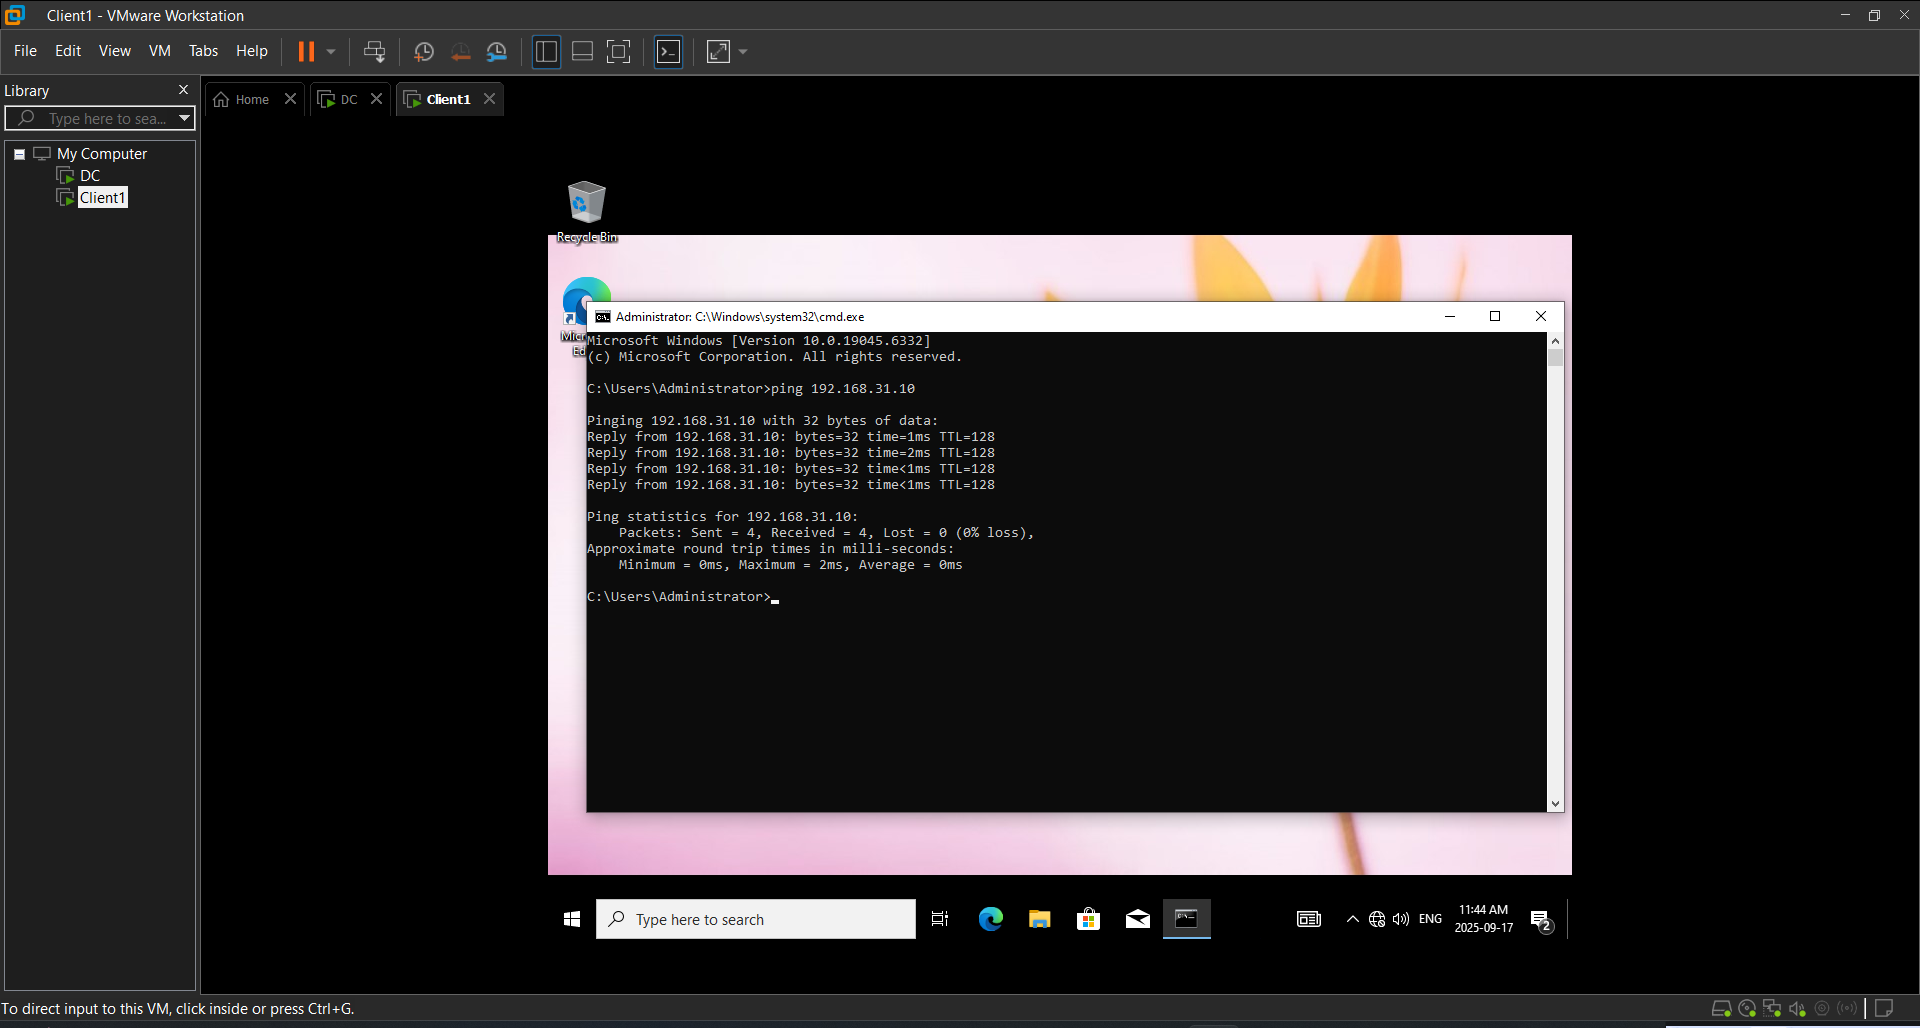 Client1 - VMware Workstation
File Edit View VM Tabs Help
Library
Type here to sea...
My Computer
DC
Client1
Home
DC
Client1
Recycle Bin
Administrator: C:\Windows\system32\cmd.exe
Microsoft Windows [Version 10.0.19045.6332]
(c) Microsoft Corporation. All rights reserved.
C:\Users\Administrator>ping 192.168.31.10
Pinging 192.168.31.10 with 32 bytes of data:
Reply from 192.168.31.10: bytes=32 time=1ms TTL=128
Reply from 192.168.31.10: bytes=32 time=2ms TTL=128
Reply from 192.168.31.10: bytes=32 time<1ms TTL=128
Reply from 192.168.31.10: bytes=32 time<1ms TTL=128
Ping statistics for 192.168.31.10:
Packets: Sent = 4, Received = 4, Lost = 0 (0% loss),
Approximate round trip times in milli-seconds:
Minimum = 0ms, Maximum = 2ms, Average = 0ms
C:\Users\Administrator>
Type here to search
ENG
11:44 AM
2025-09-17
2
To direct input to this VM, click inside or press Ctrl+G.